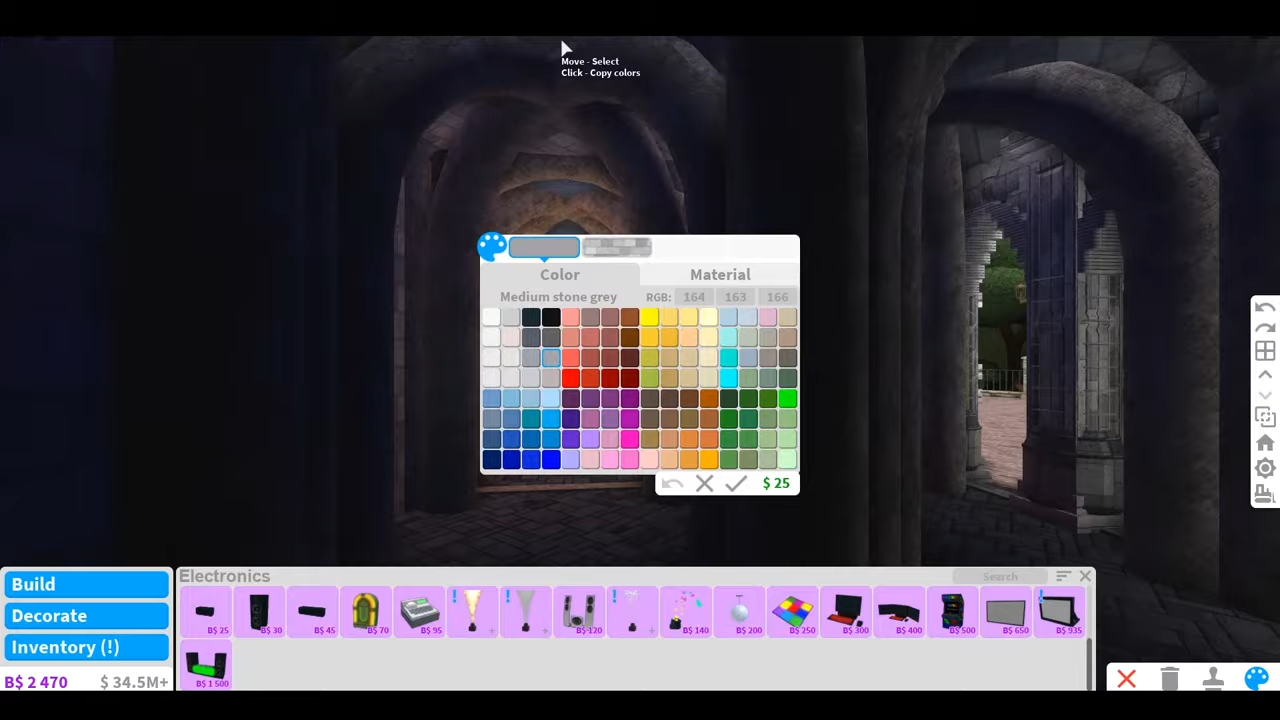 Move - Select
Click - Copy colors
Color
Material
Medium stone grey
RGB: 164 163 166
$ 25
Build
Decorate
Inventory (!)
B$ 2 470
$ 34.5M+
Electronics
Search
B$ 25
B$ 30
B$ 45
B$ 70
B$ 95
!
!
B$ 120
!
B$ 140
B$ 200
B$ 250
B$ 300
B$ 400
B$ 500
B$ 650
!
B$ 935
B$ 1 500